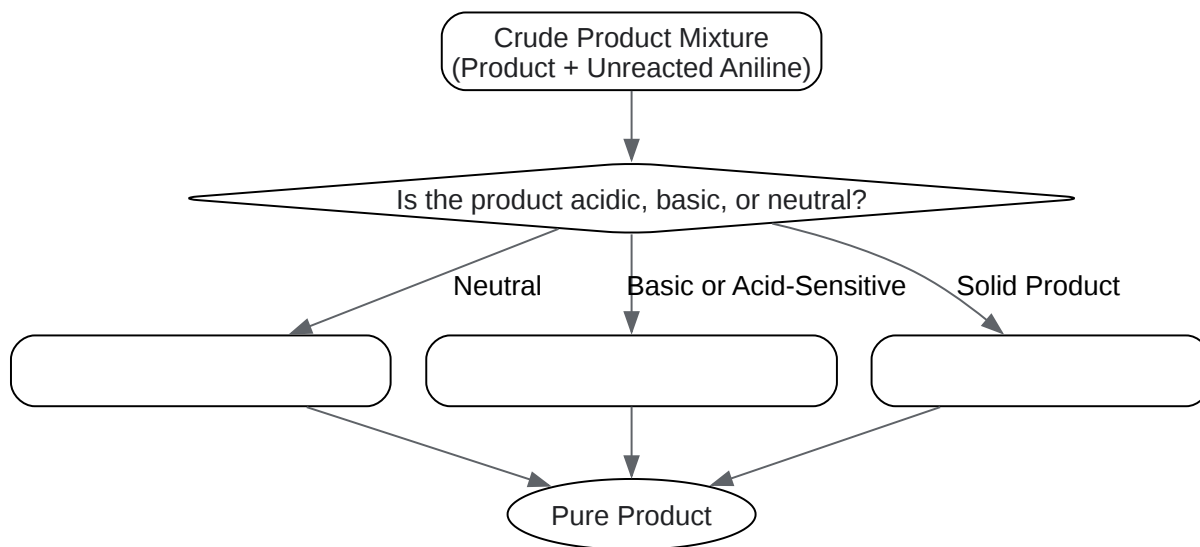 Crude Product Mixture
(Product + Unreacted Aniline)
Is the product acidic, basic, or neutral?
Neutral
Basic or Acid-Sensitive
Solid Product
Pure Product